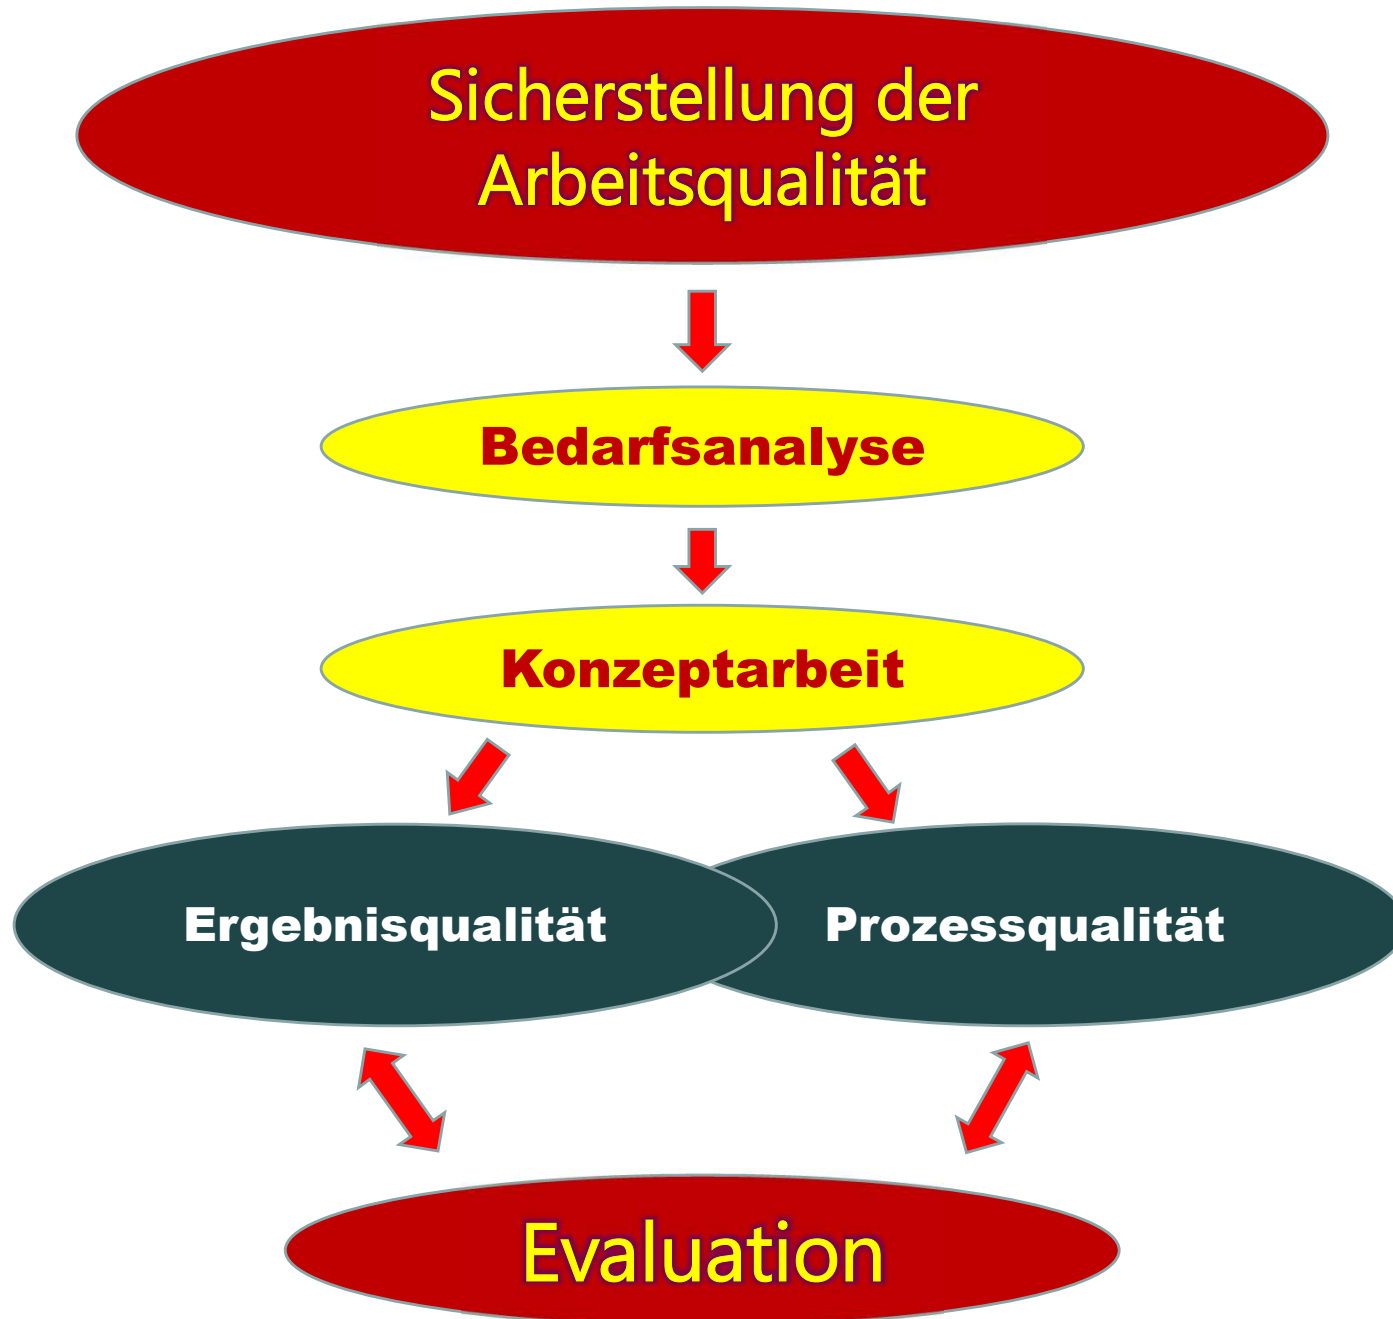 Sicherstellung der
Arbeitsqualität
Bedarfsanalyse
Konzeptarbeit
Ergebnisqualität
Prozessqualität
Evaluation